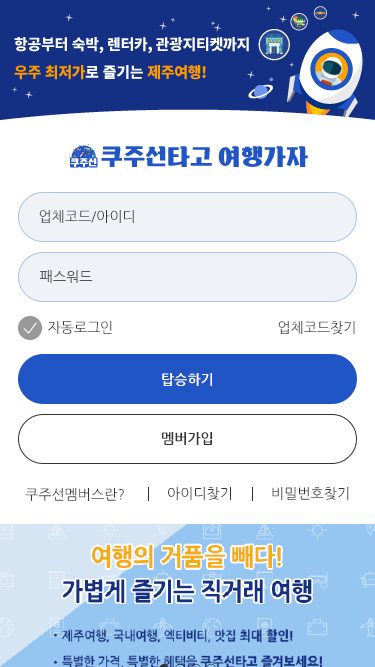 항공부터 숙박, 렌터카, 관광지티켓까지
우주 최저가로 즐기는 제주여행!
쿠주선 쿠주선타고 여행가자
업체코드/아이디
패스워드
자동로그인 업체코드찾기
탑승하기
멤버가입
쿠주선멤버스란? | 아이디찾기 | 비밀번호찾기
여행의 거품을 빼다!
가볍게 즐기는 직거래 여행
· 제주여행, 국내여행, 액티비티, 맛집 최대 할인!
· 특별한 가격, 특별한 혜택을 쿠주선타고 즐겨보세요!